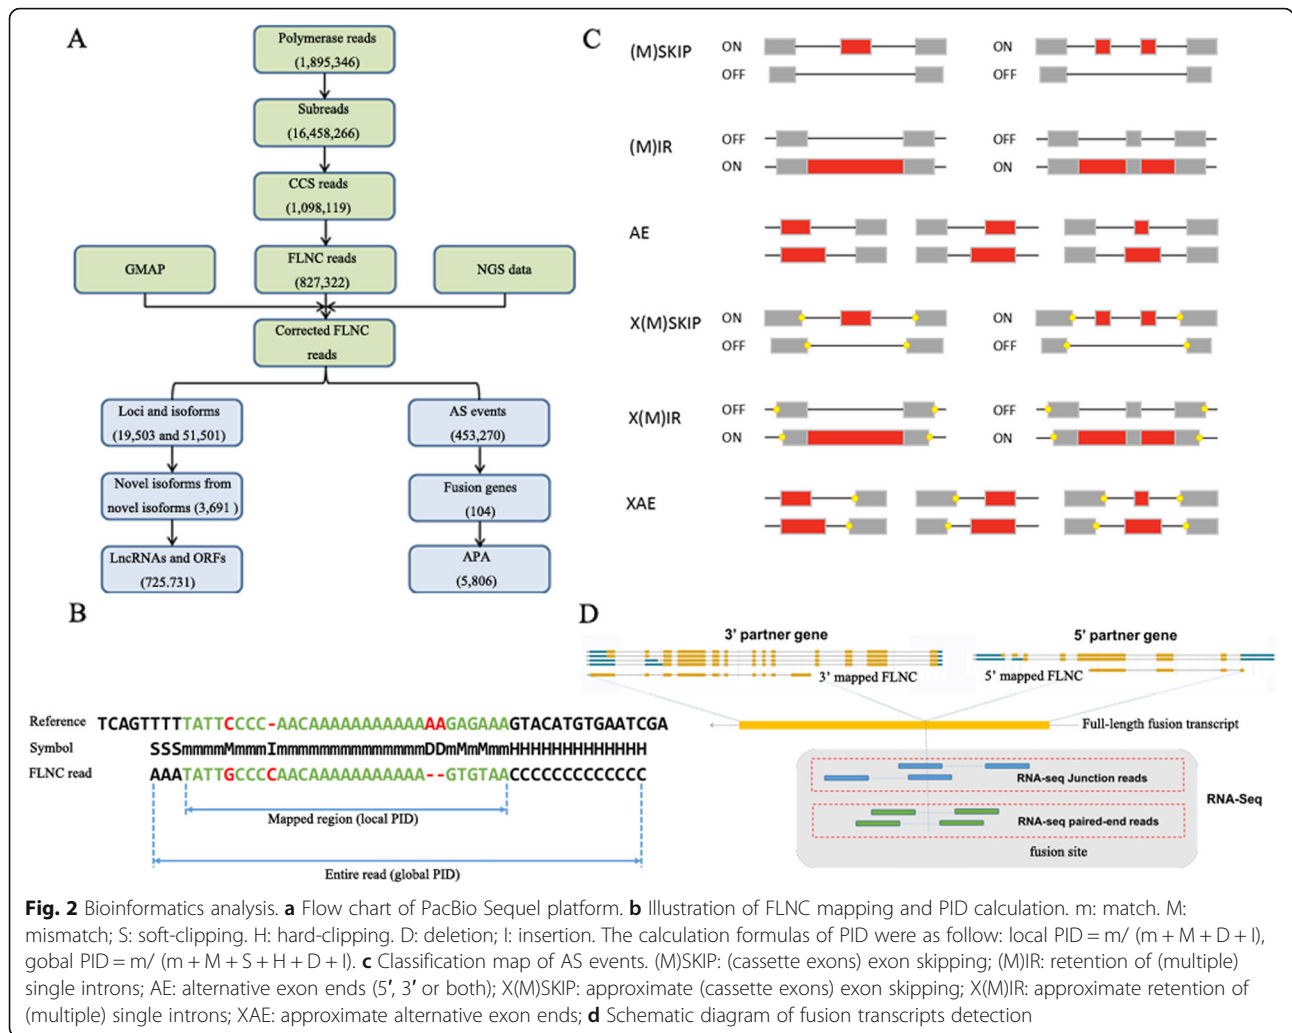 A
Polymerase reads
(1,895,346)
Subreads
(16,458,266)
CCS reads
(1,098,119)
GMAP
FLNC reads
(827,322)
NGS data
Corrected FLNC
reads
Loci and isoforms
(19,503 and 51,501)
AS events
(453,270)
Novel isoforms from
novel isoforms (3,691 )
Fusion genes
(104)
LncRNAs and ORFs
(725.731)
APA
(5,806)
B
Reference TCAGTTTTTATTCCCCC-AACAAAAAAAAAAAAAGAGAAAGTACATGTGAATCGA
Symbol SSSmmmmMmmmImmmmmmmmmmmmmmDDmMmMmmHHHHHHHHHHHHH
FLNC read AAATATTGCCCCAACAAAAAAAAAAA--GTGTAACCCCCCCCCCCCC
Mapped region (local PID)
Entire read (global PID)
C
(M)SKIP ON ON
OFF OFF
(M)IR OFF OFF
ON ON
AE
X(M)SKIP ON ON
OFF OFF
X(M)IR OFF OFF
ON ON
XAE
D
3’ partner gene 5’ partner gene
3’ mapped FLNC 5’ mapped FLNC
Full-length fusion transcript
RNA-seq Junction reads
RNA-Seq
RNA-seq paired-end reads
fusion site
Fig. 2 Bioinformatics analysis. a Flow chart of PacBio Sequel platform. b Illustration of FLNC mapping and PID calculation. m: match. M:
mismatch; S: soft-clipping. H: hard-clipping. D: deletion; I: insertion. The calculation formulas of PID were as follow: local PID = m/ (m + M + D + I),
gobal PID = m/ (m + M + S + H + D + I). c Classification map of AS events. (M)SKIP: (cassette exons) exon skipping; (M)IR: retention of (multiple)
single introns; AE: alternative exon ends (5′, 3′ or both); X(M)SKIP: approximate (cassette exons) exon skipping; X(M)IR: approximate retention of
(multiple) single introns; XAE: approximate alternative exon ends; d Schematic diagram of fusion transcripts detection